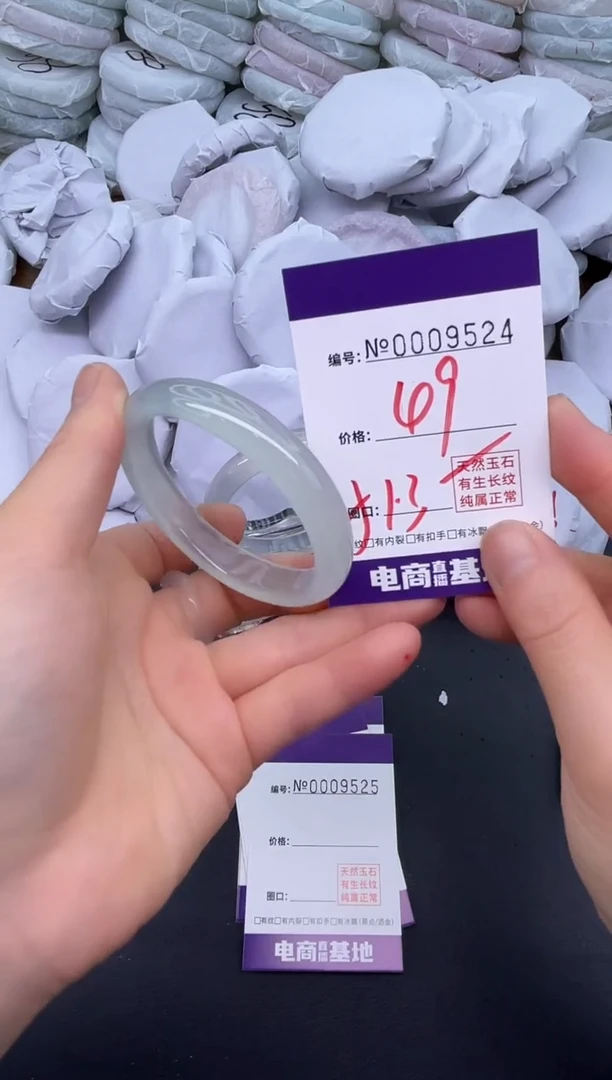 编号: №0009524
价格: 69
天然玉石
有生长纹
纯属正常
圈口:
电商直播基地
编号: №0009525
价格:
天然玉石
有生长纹
纯属正常
圈口:
□有纹□有内裂□有扣手□有冰飘
电商直播基地